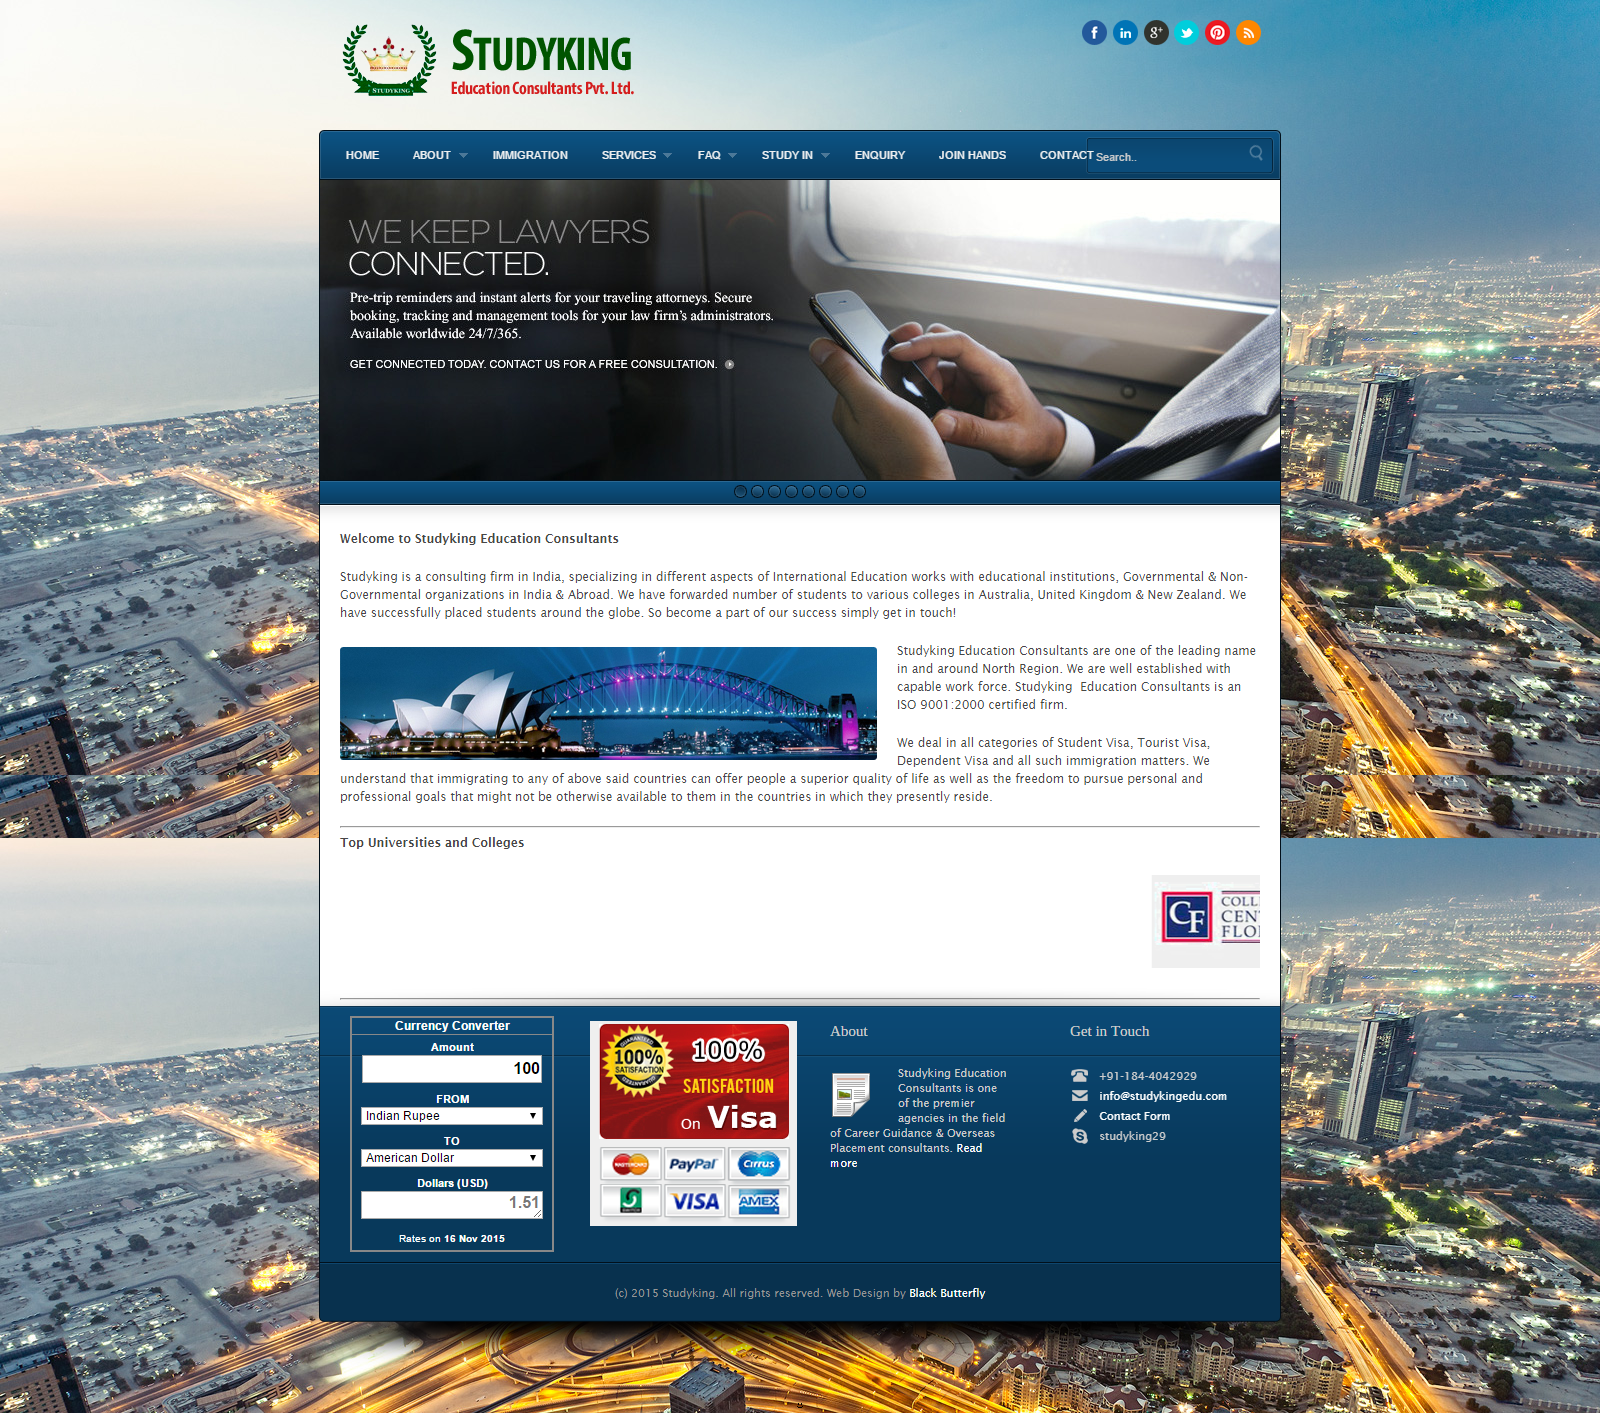 STUDYKING
Education Consultants Pvt. Ltd.
STUDYKING
HOME ABOUT IMMIGRATION SERVICES FAQ STUDY IN ENQUIRY JOIN HANDS CONTACT Search..
WE KEEP LAWYERS
CONNECTED.
Pre-trip reminders and instant alerts for your traveling attorneys. Secure
booking, tracking and management tools for your law firm's administrators.
Available worldwide 24/7/365.
GET CONNECTED TODAY. CONTACT US FOR A FREE CONSULTATION.
Welcome to Studyking Education Consultants
Studyking is a consulting firm in India, specializing in different aspects of International Education works with educational institutions, Governmental & Non-
Governmental organizations in India & Abroad. We have forwarded number of students to various colleges in Australia, United Kingdom & New Zealand. We
have successfully placed students around the globe. So become a part of our success simply get in touch!
Studyking Education Consultants are one of the leading name
in and around North Region. We are well established with
capable work force. Studyking  Education Consultants is an
ISO 9001:2000 certified firm.
We deal in all categories of Student Visa, Tourist Visa,
Dependent Visa and all such immigration matters. We
understand that immigrating to any of above said countries can offer people a superior quality of life as well as the freedom to pursue personal and
professional goals that might not be otherwise available to them in the countries in which they presently reside.
Top Universities and Colleges
CF
COLL
CEN
FLO
Currency Converter
Amount
100
FROM
Indian Rupee
TO
American Dollar
Dollars (USD)
1.51
Rates on 16 Nov 2015
GUARANTEED
100%
SATISFACTION
GUARANTEED
100%
SATISFACTION
On Visa
MASTERCARD PayPal Cirrus
VISA AMEX
About
Studyking Education
Consultants is one
of the premier
agencies in the field
of Career Guidance & Overseas
Placement consultants. Read
more
Get in Touch
+91-184-4042929
info@studykingedu.com
Contact Form
studyking29
(c) 2015 Studyking. All rights reserved. Web Design by Black Butterfly